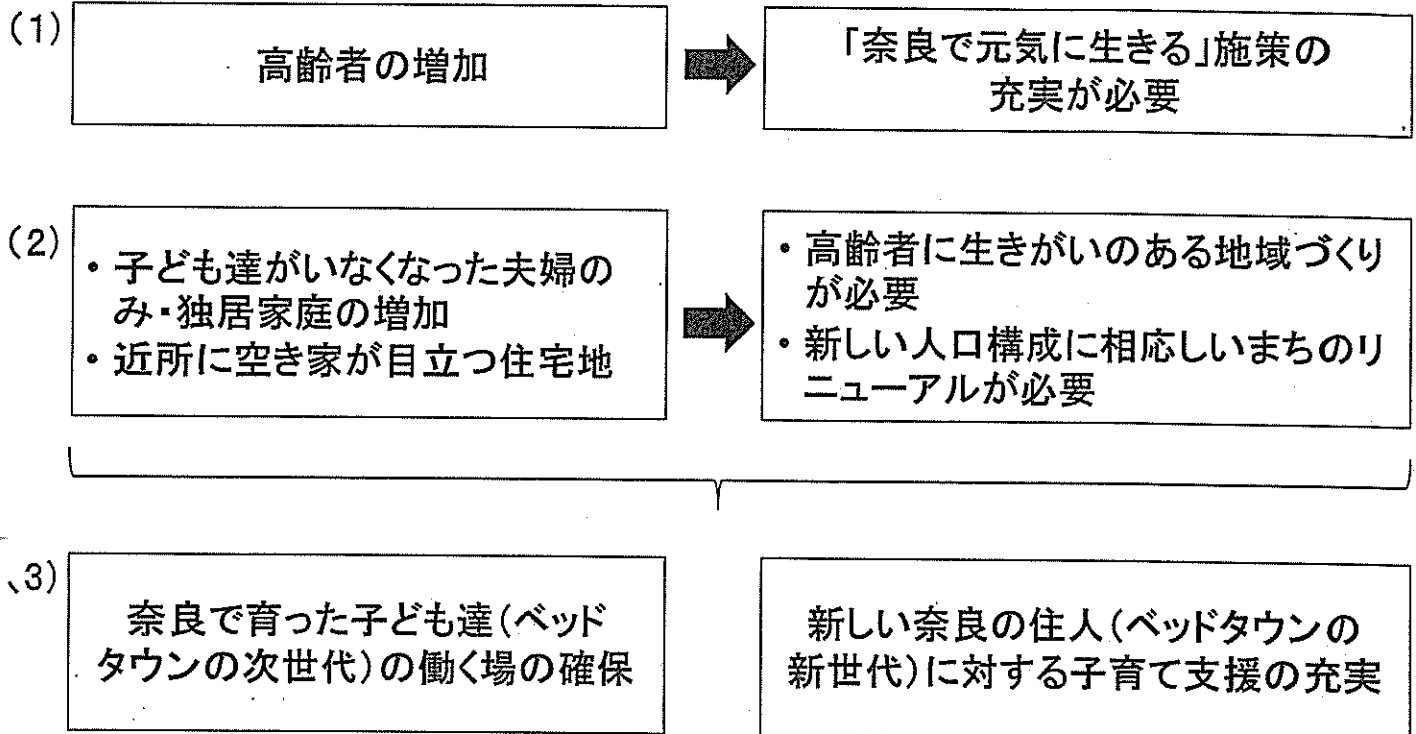 (1)
高齢者の増加
「奈良で元気に生きる」施策の
充実が必要
(2)
・子ども達がいなくなった夫婦の
み・独居家庭の増加
・近所に空き家が目立つ住宅地
・高齢者に生きがいのある地域づくり
が必要
・新しい人口構成に相応しいまちのリ
ニューアルが必要
3)
奈良で育った子ども達(ベッド
タウンの次世代)の働く場の確保
新しい奈良の住人(ベッドタウンの
新世代)に対する子育て支援の充実